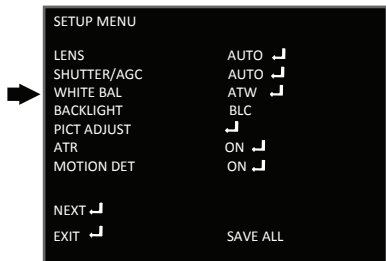 SETUP MENU
LENS AUTO ↵
SHUTTER/AGC AUTO ↵
WHITE BAL ATW ↵
BACKLIGHT BLC
PICT ADJUST ↵
ATR ON ↵
MOTION DET ON ↵
NEXT ↵
EXIT ↵ SAVE ALL